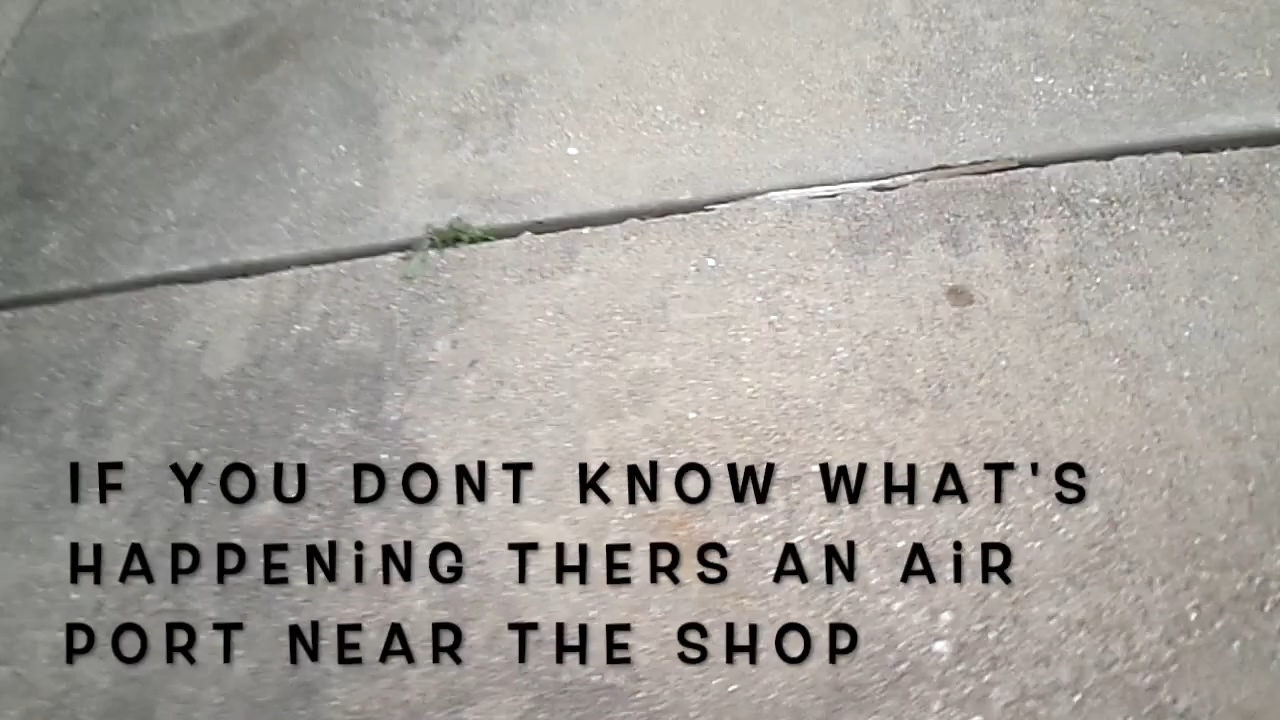 IF YOU DONT KNOW WHAT'S
HAPPENiNG THERS AN AiR
PORT NEAR THE SHOP